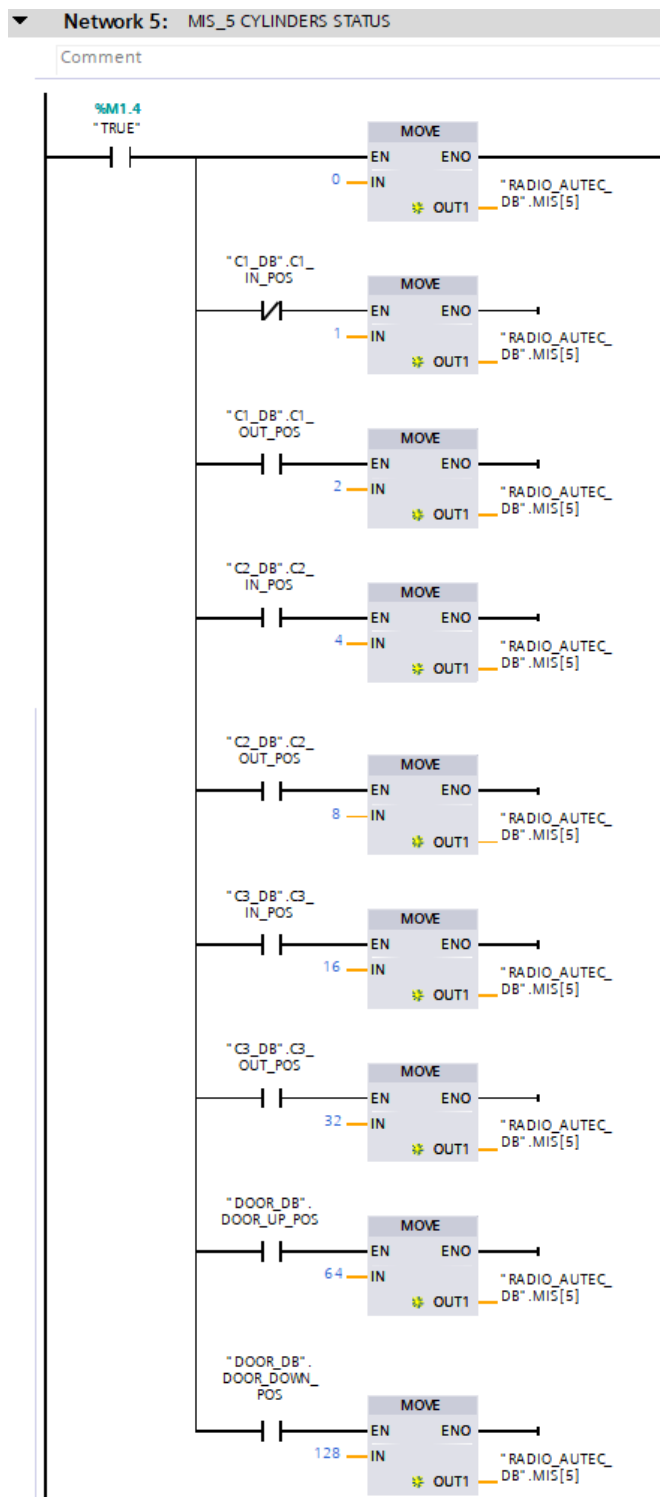 Network 5: MIS_5 CYLINDERS STATUS
Comment
%M1.4
"TRUE"
MOVE
EN ENO
0 IN
OUT1
"RADIO_AUTEC_
DB".MIS[5]
"C1_DB".C1_
IN_POS
MOVE
EN ENO
1 IN
OUT1
"RADIO_AUTEC_
DB".MIS[5]
"C1_DB".C1_
OUT_POS
MOVE
EN ENO
2 IN
OUT1
"RADIO_AUTEC_
DB".MIS[5]
"C2_DB".C2_
IN_POS
MOVE
EN ENO
4 IN
OUT1
"RADIO_AUTEC_
DB".MIS[5]
"C2_DB".C2_
OUT_POS
MOVE
EN ENO
8 IN
OUT1
"RADIO_AUTEC_
DB".MIS[5]
"C3_DB".C3_
IN_POS
MOVE
EN ENO
16 IN
OUT1
"RADIO_AUTEC_
DB".MIS[5]
"C3_DB".C3_
OUT_POS
MOVE
EN ENO
32 IN
OUT1
"RADIO_AUTEC_
DB".MIS[5]
"DOOR_DB".
DOOR_UP_POS
MOVE
EN ENO
64 IN
OUT1
"RADIO_AUTEC_
DB".MIS[5]
"DOOR_DB".
DOOR_DOWN_
POS
MOVE
EN ENO
128 IN
OUT1
"RADIO_AUTEC_
DB".MIS[5]